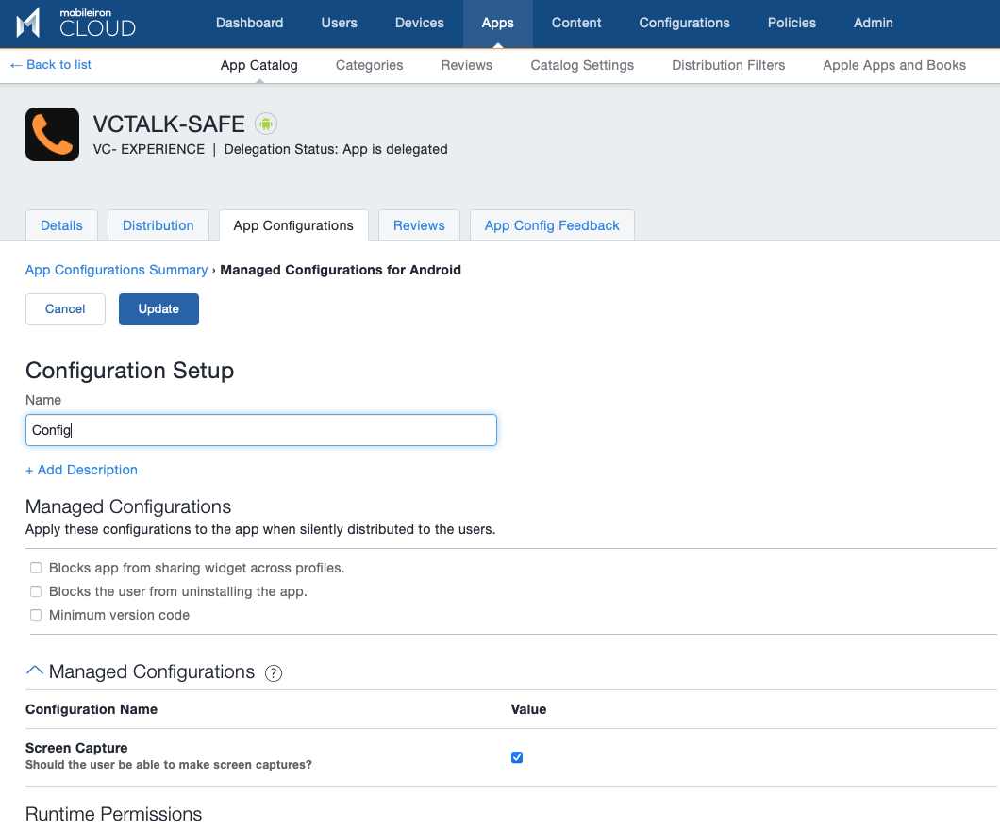 mobileiron
CLOUD
Dashboard Users Devices Apps Content Configurations Policies Admin
← Back to list
App Catalog Categories Reviews Catalog Settings Distribution Filters Apple Apps and Books
VCTALK-SAFE
VC- EXPERIENCE | Delegation Status: App is delegated
Details Distribution App Configurations Reviews App Config Feedback
App Configurations Summary › Managed Configurations for Android
Cancel Update
Configuration Setup
Name
Config
+ Add Description
Managed Configurations
Apply these configurations to the app when silently distributed to the users.
Blocks app from sharing widget across profiles.
Blocks the user from uninstalling the app.
Minimum version code
Managed Configurations ?
Configuration Name Value
Screen Capture
Should the user be able to make screen captures?
Runtime Permissions